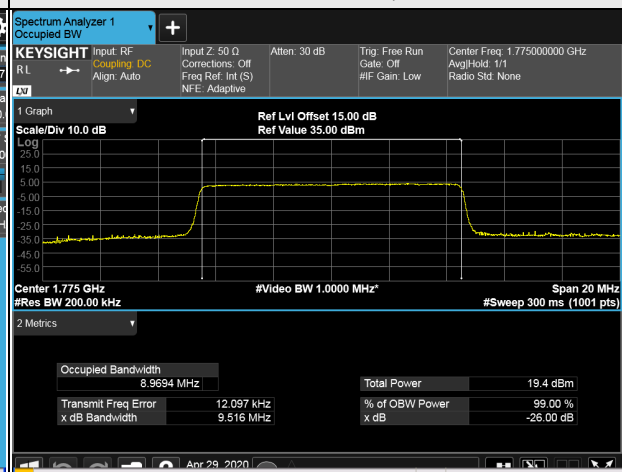 Spectrum Analyzer 1
Occupied BW
+
KEYSIGHT
R L
LXI
Input: RF
Coupling: DC
Align: Auto
Input Z: 50 Ω
Corrections: Off
Freq Ref: Int (S)
NFE: Adaptive
Atten: 30 dB
Trig: Free Run
Gate: Off
#IF Gain: Low
Center Freq: 1.775000000 GHz
Avg|Hold: 1/1
Radio Std: None
1 Graph
Scale/Div 10.0 dB
Ref Lvl Offset 15.00 dB
Ref Value 35.00 dBm
Log
25.0
15.0
5.00
-5.00
-15.0
-25.0
-35.0
-45.0
-55.0
Center 1.775 GHz
#Res BW 200.00 kHz
#Video BW 1.0000 MHz*
Span 20 MHz
#Sweep 300 ms (1001 pts)
2 Metrics
Occupied Bandwidth
8.9694 MHz
Total Power 19.4 dBm
Transmit Freq Error 12.097 kHz
% of OBW Power 99.00 %
x dB Bandwidth 9.516 MHz
x dB -26.00 dB
Apr 29, 2020